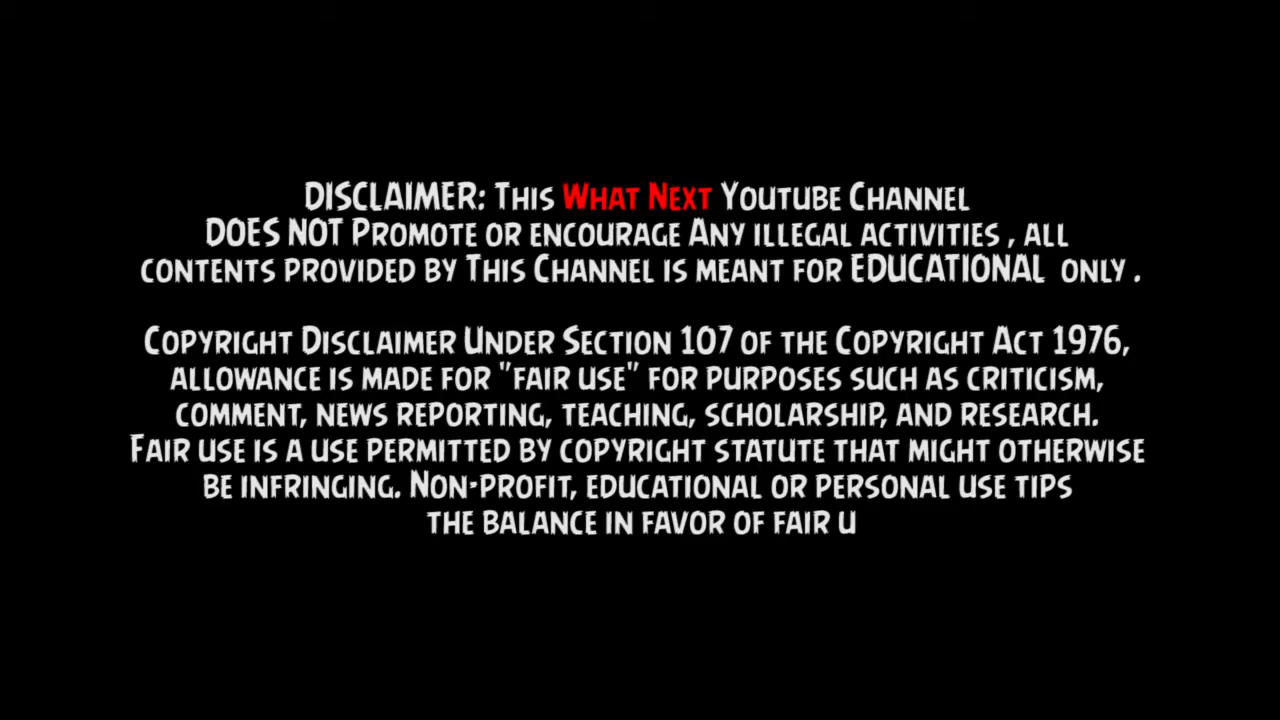 DISCLAIMER: This What Next Youtube Channel
DOES NOT Promote or encourage Any illegal activities , all
contents provided by This Channel is meant for EDUCATIONAL only .
Copyright Disclaimer Under Section 107 of the Copyright Act 1976,
allowance is made for "fair use" for purposes such as criticism,
comment, news reporting, teaching, scholarship, and research.
Fair use is a use permitted by copyright statute that might otherwise
be infringing. Non-profit, educational or personal use tips
the balance in favor of fair u